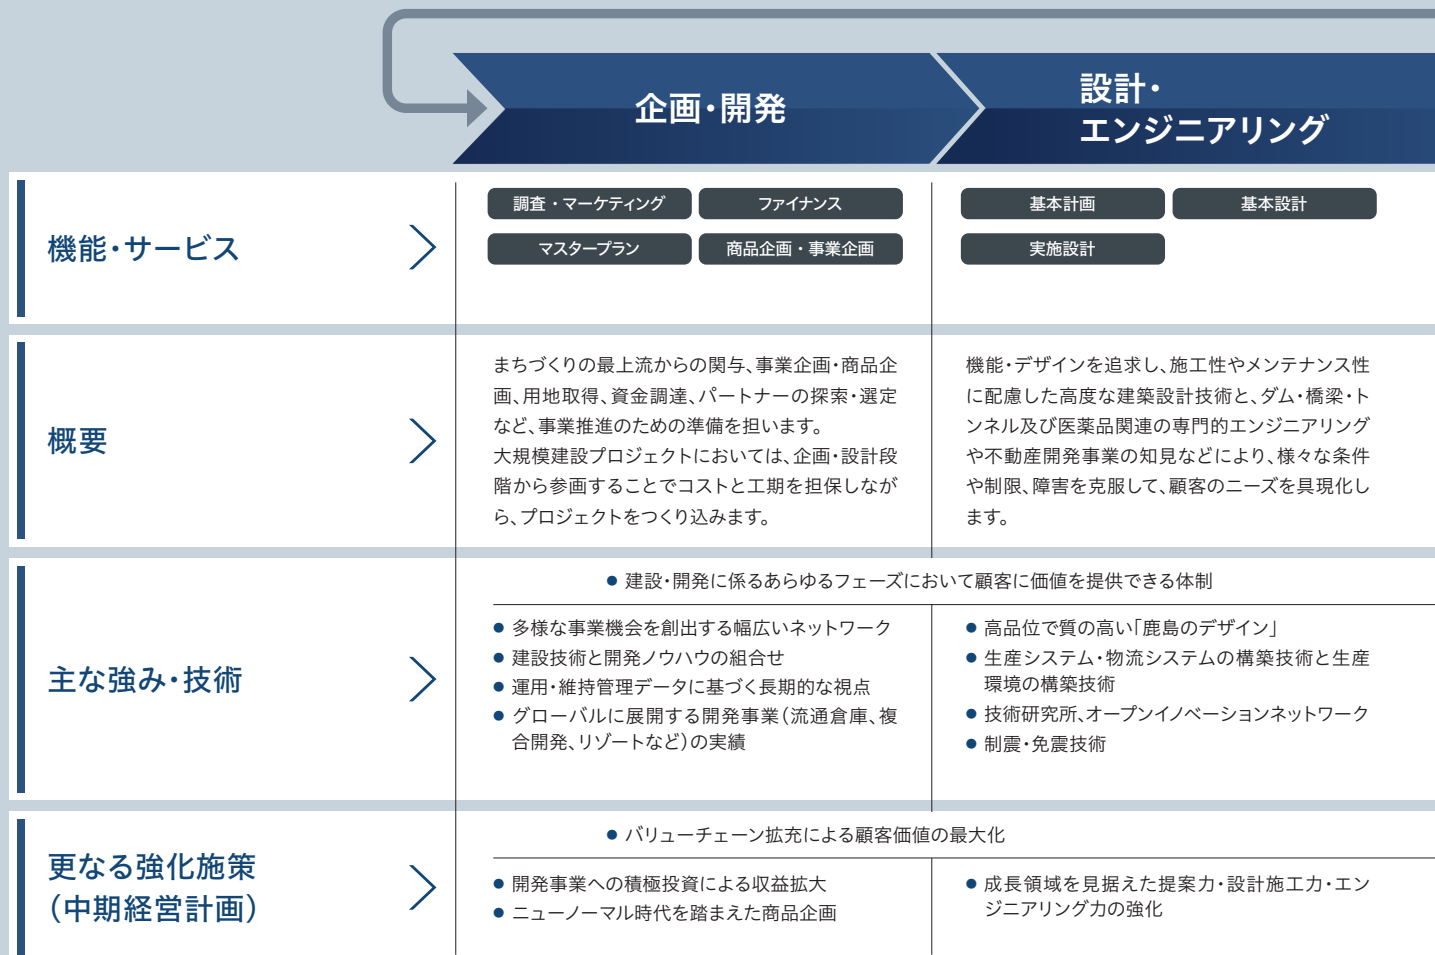 企画・開発
設計・
エンジニアリング
機能・サービス
調査・マーケティング
ファイナンス
マスタープラン
商品企画・事業企画
基本計画
基本設計
実施設計
概要
まちづくりの最上流からの関与、事業企画・商品企
画、用地取得、資金調達、パートナーの探索・選定
など、事業推進のための準備を担います。
大規模建設プロジェクトにおいては、企画・設計段
階から参画することでコストと工期を担保しなが
ら、プロジェクトをつくり込みます。
機能・デザインを追求し、施工性やメンテナンス性
に配慮した高度な建築設計技術と、ダム・橋梁・ト
ンネル及び医薬品関連の専門的エンジニアリング
や不動産開発事業の知見などにより、様々な条件
や制限、障害を克服して、顧客のニーズを具現化し
ます。
主な強み・技術
● 建設・開発に係るあらゆるフェーズにおいて顧客に価値を提供できる体制
● 多様な事業機会を創出する幅広いネットワーク
● 建設技術と開発ノウハウの組合せ
● 運用・維持管理データに基づく長期的な視点
● グローバルに展開する開発事業（流通倉庫、複
合開発、リゾートなど）の実績
● 高品位で質の高い「鹿島のデザイン」
● 生産システム・物流システムの構築技術と生産
環境の構築技術
● 技術研究所、オープンイノベーションネットワーク
● 制震・免震技術
更なる強化施策
（中期経営計画）
● バリューチェーン拡充による顧客価値の最大化
● 開発事業への積極投資による収益拡大
● ニューノーマル時代を踏まえた商品企画
● 成長領域を見据えた提案力・設計施工力・エン
ジニアリング力の強化